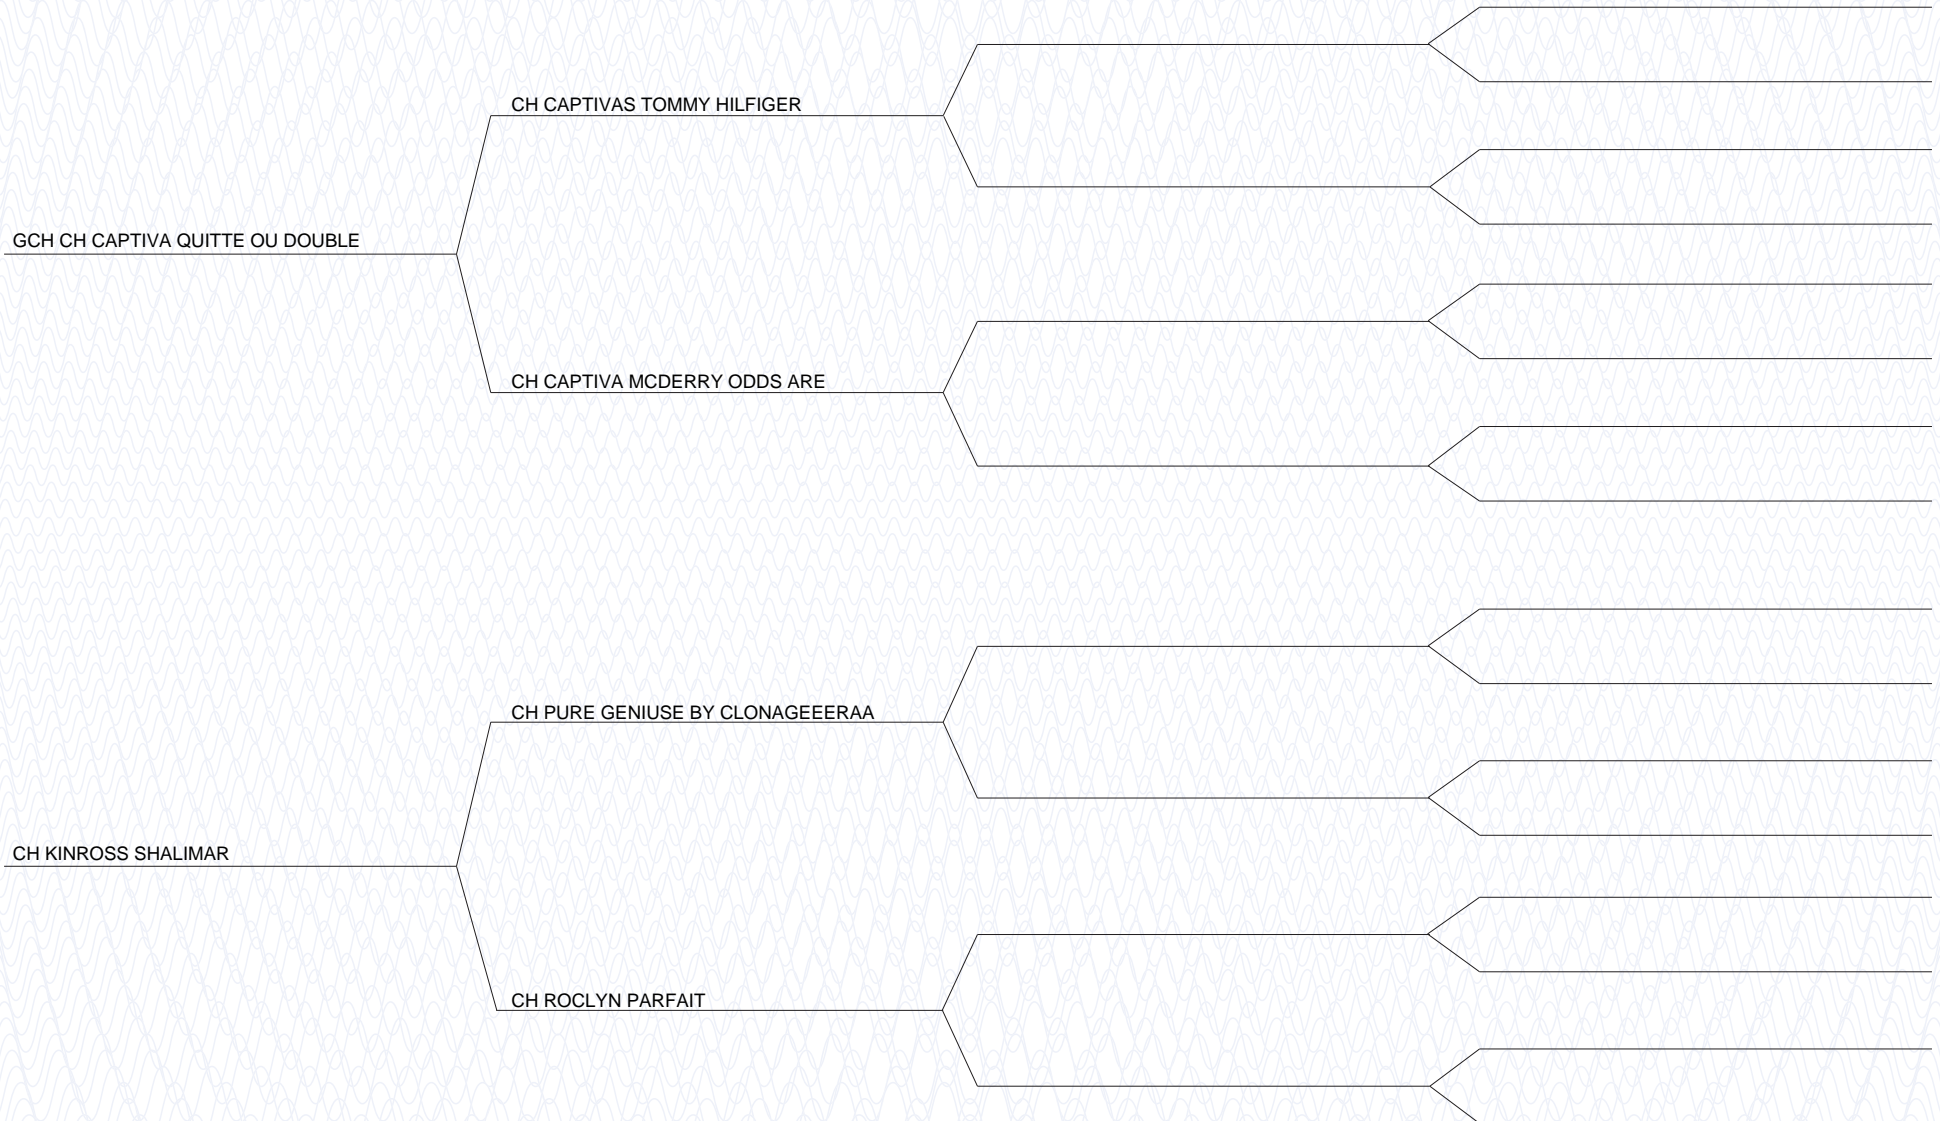 CH CAPTIVAS TOMMY HILFIGER
GCH CH CAPTIVA QUITTE OU DOUBLE
CH CAPTIVA MCDERRY ODDS ARE
CH PURE GENIUSE BY CLONAGEEERAA
CH KINROSS SHALIMAR
CH ROCLYN PARFAIT